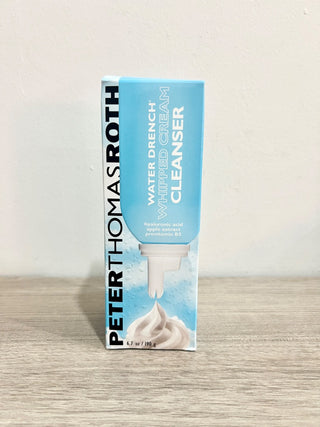 PETERTHOMASROTH
WATER DRENCH®
WHIPPED CREAM
CLEANSER
hyaluronic acid
apple extract
provitamin B5
6.7 oz / 190 g